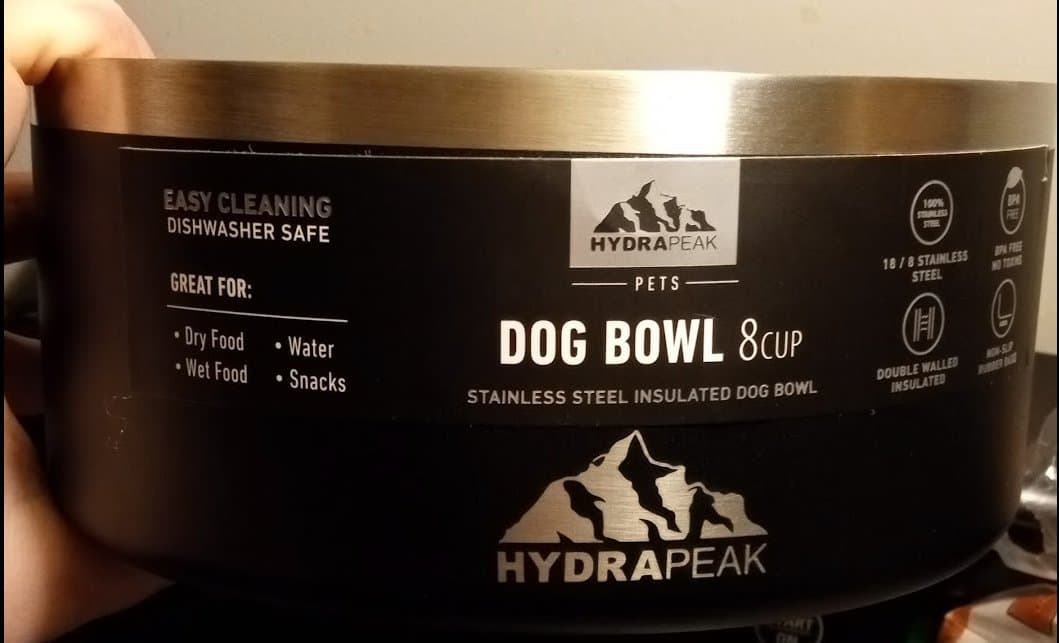 EASY CLEANING
DISHWASHER SAFE
GREAT FOR:
• Dry Food
• Water
• Wet Food
• Snacks
HYDRAPEAK
PETS
DOG BOWL 8CUP
STAINLESS STEEL INSULATED DOG BOWL
100%
STAINLESS
STEEL
18 / 8 STAINLESS
STEEL
BPA
FREE
BPA FREE
NO TOXINS
DOUBLE WALLED
INSULATED
NON-SLIP
RUBBER BASE
HYDRAPEAK